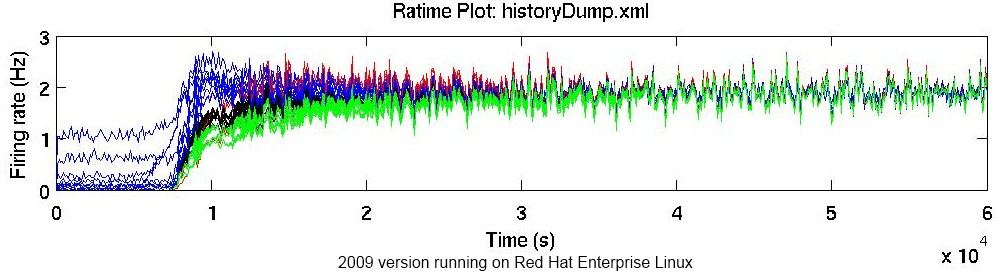 Ratime Plot: historyDump.xml
Firing rate (Hz)
3
2
1
0
0 1 2 3 4 5 6
Time (s)
x 10^4
2009 version running on Red Hat Enterprise Linux